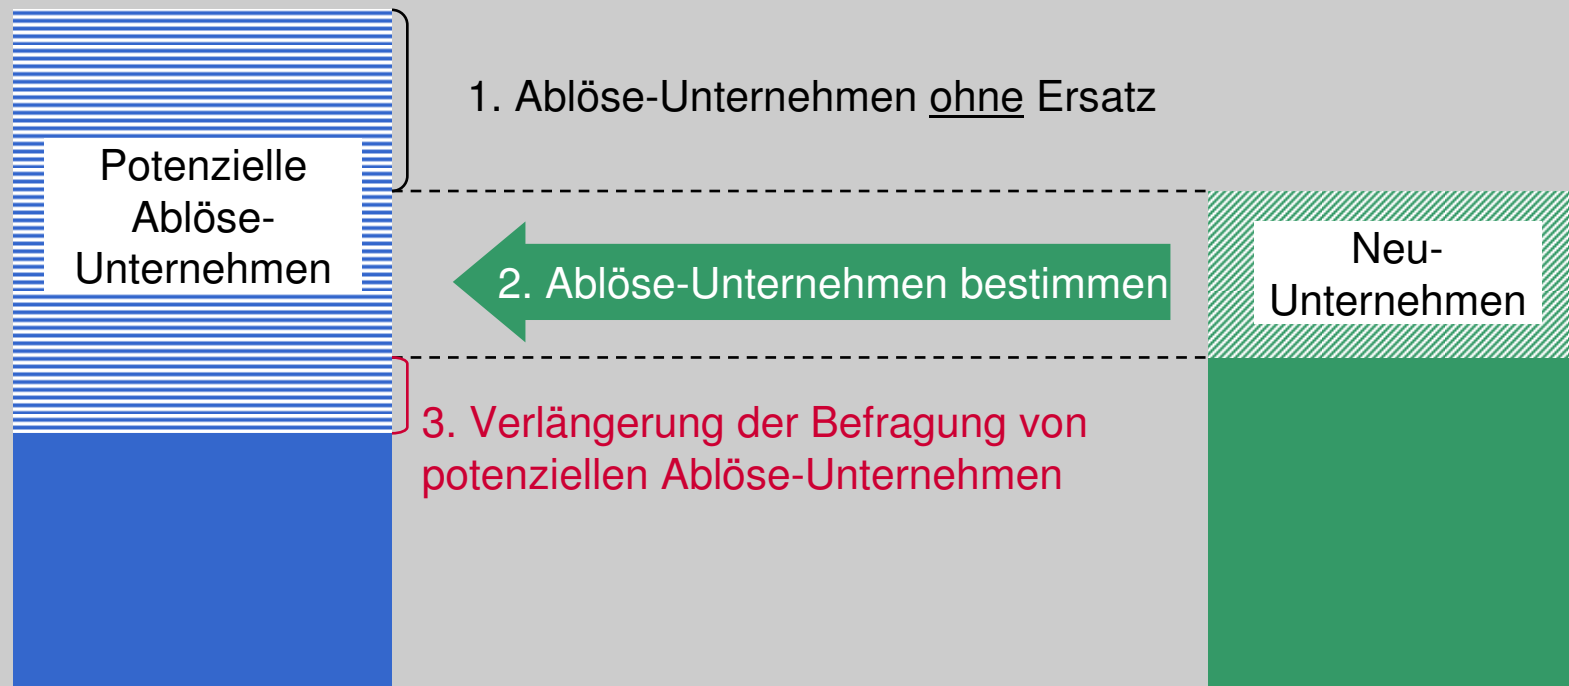 1. Ablöse-Unternehmen ohne Ersatz
Potenzielle
Ablöse-
Unternehmen
2. Ablöse-Unternehmen bestimmen
Neu-
Unternehmen
3. Verlängerung der Befragung von
potenziellen Ablöse-Unternehmen